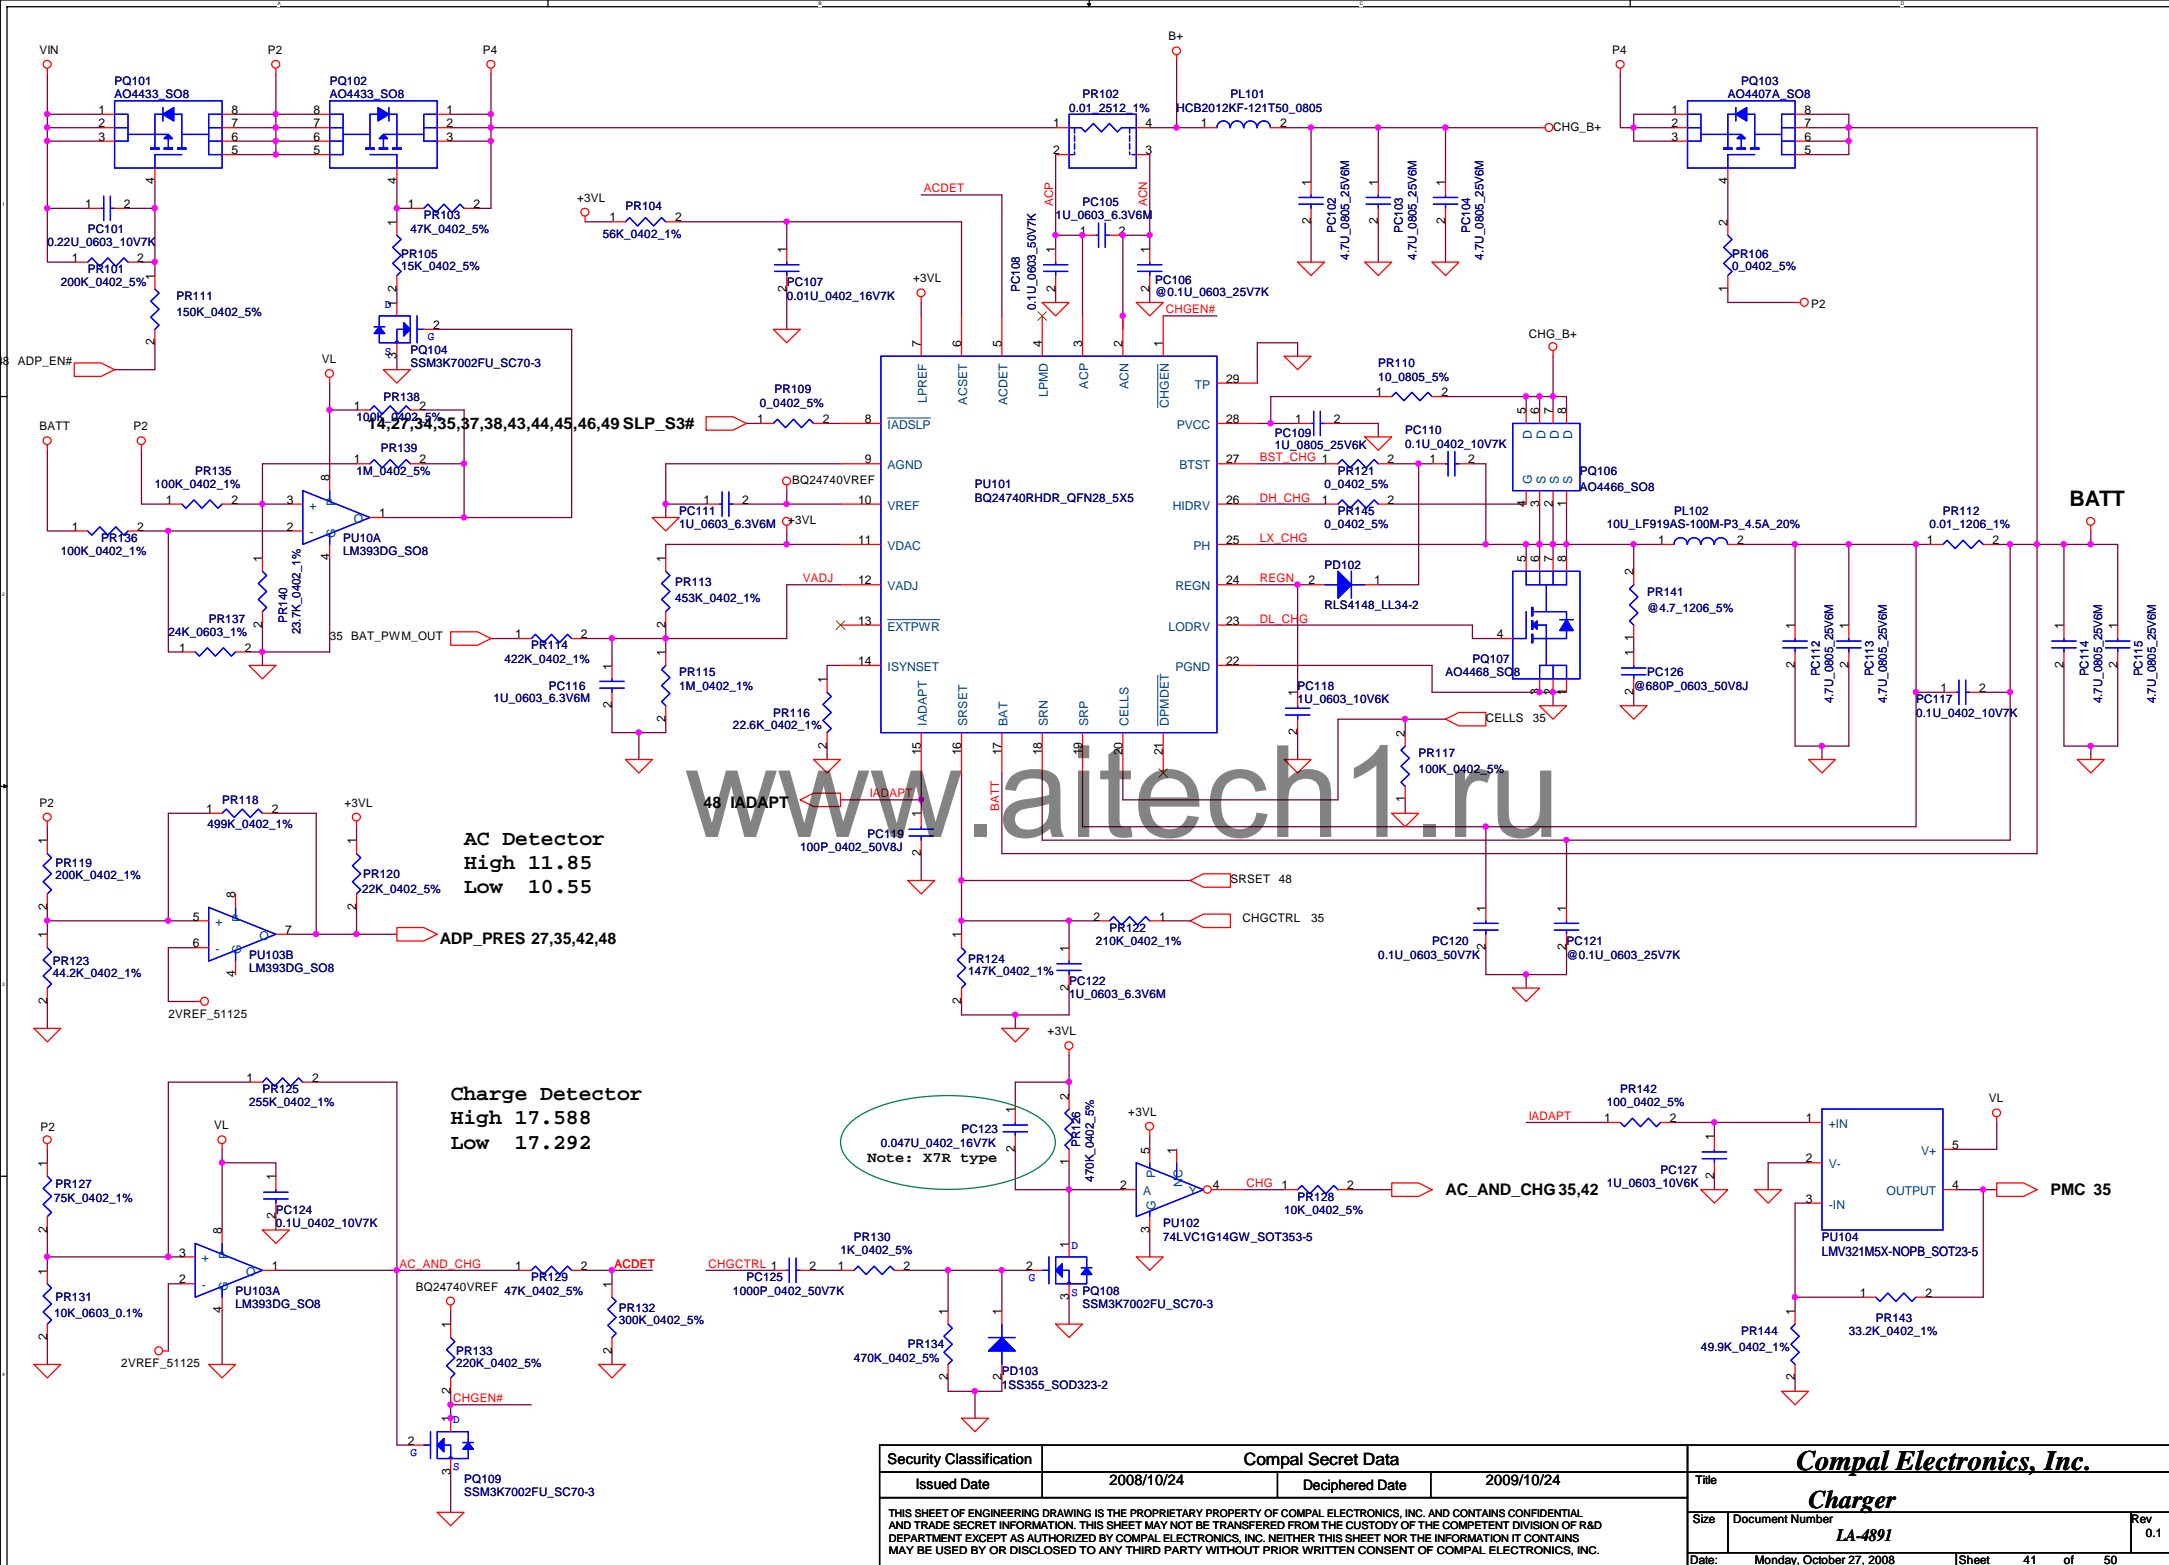 VIN
P2
P4
PQ101
AO4433_SO8
PQ102
AO4433_SO8
PC101
0.22U_0603_10V7K
PR101
200K_0402_5%
PR111
150K_0402_5%
ADP_EN#
PR103
47K_0402_5%
PR105
15K_0402_5%
PQ104
SSM3K7002FU_SC70-3
B+
PR102
0.01_2512_1%
PL101
HCB2012KF-121T50_0805
CHG_B+
PC102
4.7U_0805_25V6M
PC103
4.7U_0805_25V6M
PC104
4.7U_0805_25V6M
P4
PQ103
AO4407A_SO8
PR106
0_0402_5%
P2
+3VL
PR104
56K_0402_1%
PC107
0.01U_0402_16V7K
ACDET
ACP
ACN
PC105
1U_0603_6.3V6M
PC108
0.1U_0603_50V7K
PC106
@0.1U_0603_25V7K
CHGEN#
+3VL
VL
PR138
100K_0402_5%
14,27,34,35,37,38,43,44,45,46,49 SLP_S3#
PR139
1M_0402_5%
BATT
P2
PR135
100K_0402_1%
PR136
100K_0402_1%
PU10A
LM393DG_SO8
PR137
24K_0603_1%
PR140
23.7K_0402_1%
PR109
0_0402_5%
PU101
BQ24740RHDR_QFN28_5X5
LPREF
ACSET
ACDET
LPMD
ACP
ACN
CHGEN
IADSLP
AGND
VREF
VDAC
VADJ
EXTPWR
ISYNSET
IADAPT
SRSET
BAT
SRN
SRP
CELLS
DPMDET
TP
PVCC
BTST
HIDRV
PH
REGN
LODRV
PGND
BQ24740VREF
PC111
1U_0603_6.3V6M
+3VL
VADJ
PR113
453K_0402_1%
35 BAT_PWM_OUT
PR114
422K_0402_1%
PC116
1U_0603_6.3V6M
PR115
1M_0402_1%
PR116
22.6K_0402_1%
CHG_B+
PR110
10_0805_5%
PC109
1U_0805_25V6K
PC110
0.1U_0402_10V7K
BST_CHG
PR121
0_0402_5%
DH_CHG
PR145
0_0402_5%
LX_CHG
REGN
PD102
RLS4148_LL34-2
DL_CHG
PQ106
AO4466_SO8
PQ107
AO4468_SO8
PC118
1U_0603_10V6K
PL102
10U_LF919AS-100M-P3_4.5A_20%
PR112
0.01_1206_1%
BATT
PR141
@4.7_1206_5%
PC126
@680P_0603_50V8J
PC112
4.7U_0805_25V6M
PC113
4.7U_0805_25V6M
PC114
4.7U_0805_25V6M
PC115
4.7U_0805_25V6M
PC117
0.1U_0402_10V7K
CELLS 35
PR117
100K_0402_5%
www.aitech1.ru
48 IADAPT
IADAPT
BATT
PC119
100P_0402_50V8J
SRSET 48
CHGCTRL 35
PR122
210K_0402_1%
PR124
147K_0402_1%
PC122
1U_0603_6.3V6M
PC120
0.1U_0603_50V7K
PC121
@0.1U_0603_25V7K
P2
PR118
499K_0402_1%
+3VL
PR119
200K_0402_1%
PR120
22K_0402_5%
AC Detector
High 11.85
Low 10.55
PR123
44.2K_0402_1%
PU103B
LM393DG_SO8
ADP_PRES 27,35,42,48
2VREF_51125
PR125
255K_0402_1%
Charge Detector
High 17.588
Low 17.292
P2
VL
PR127
75K_0402_1%
PC124
0.1U_0402_10V7K
PR131
10K_0603_0.1%
PU103A
LM393DG_SO8
2VREF_51125
AC_AND_CHG
PR129
47K_0402_5%
ACDET
PR132
300K_0402_5%
BQ24740VREF
PR133
220K_0402_5%
CHGEN#
PQ109
SSM3K7002FU_SC70-3
+3VL
PC123
0.047U_0402_16V7K
Note: X7R type
PR126
470K_0402_5%
+3VL
PU102
74LVC1G14GW_SOT353-5
CHG
PR128
10K_0402_5%
AC_AND_CHG 35,42
CHGCTRL
PC125
1000P_0402_50V7K
PR130
1K_0402_5%
PQ108
SSM3K7002FU_SC70-3
PR134
470K_0402_5%
PD103
1SS355_SOD323-2
IADAPT
PR142
100_0402_5%
PC127
1U_0603_10V6K
VL
+IN
V-
-IN
V+
OUTPUT
PU104
LMV321M5X-NOPB_SOT23-5
PMC 35
PR143
33.2K_0402_1%
PR144
49.9K_0402_1%
Security Classification
Compal Secret Data
Issued Date
2008/10/24
Deciphered Date
2009/10/24
THIS SHEET OF ENGINEERING DRAWING IS THE PROPRIETARY PROPERTY OF COMPAL ELECTRONICS, INC. AND CONTAINS CONFIDENTIAL
AND TRADE SECRET INFORMATION. THIS SHEET MAY NOT BE TRANSFERED FROM THE CUSTODY OF THE COMPETENT DIVISION OF R&D
DEPARTMENT EXCEPT AS AUTHORIZED BY COMPAL ELECTRONICS, INC. NEITHER THIS SHEET NOR THE INFORMATION IT CONTAINS
MAY BE USED BY OR DISCLOSED TO ANY THIRD PARTY WITHOUT PRIOR WRITTEN CONSENT OF COMPAL ELECTRONICS, INC.
Compal Electronics, Inc.
Title
Charger
Size
Document Number
LA-4891
Rev
0.1
Date:
Monday, October 27, 2008
Sheet 41 of 50